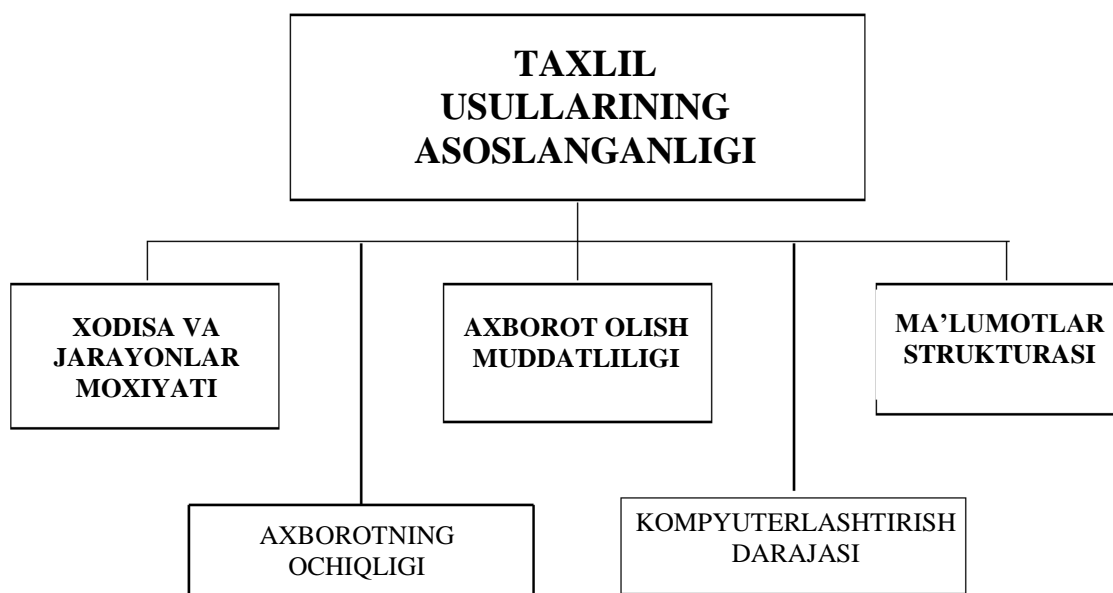 TAXLIL
USULLARINING
ASOSLANGANLIGI
XODISA VA
JARAYONLAR
MOXIYATI
AXBOROT OLISH
MUDDATLILIGI
MA’LUMOTLAR
STRUKTURASI
AXBOROTNING
OCHIQLIGI
KOMPYUTERLASHTIRISH
DARAJASI